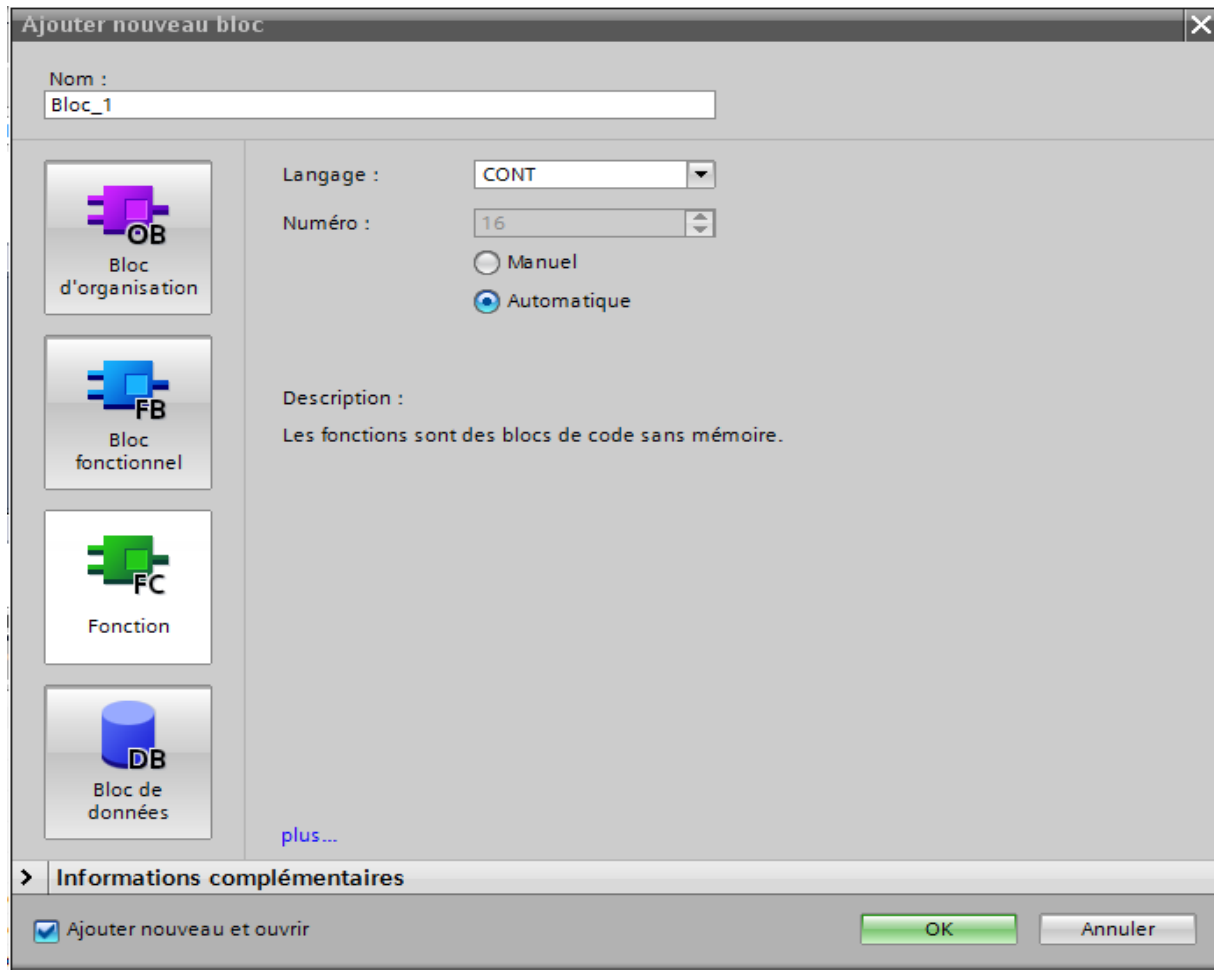 Ajouter nouveau bloc
Nom :
Bloc_1
OB
Bloc
d'organisation
FB
Bloc
fonctionnel
FC
Fonction
DB
Bloc de
données
Langage :
CONT
Numéro :
16
Manuel
Automatique
Description :
Les fonctions sont des blocs de code sans mémoire.
plus...
Informations complémentaires
Ajouter nouveau et ouvrir
OK
Annuler